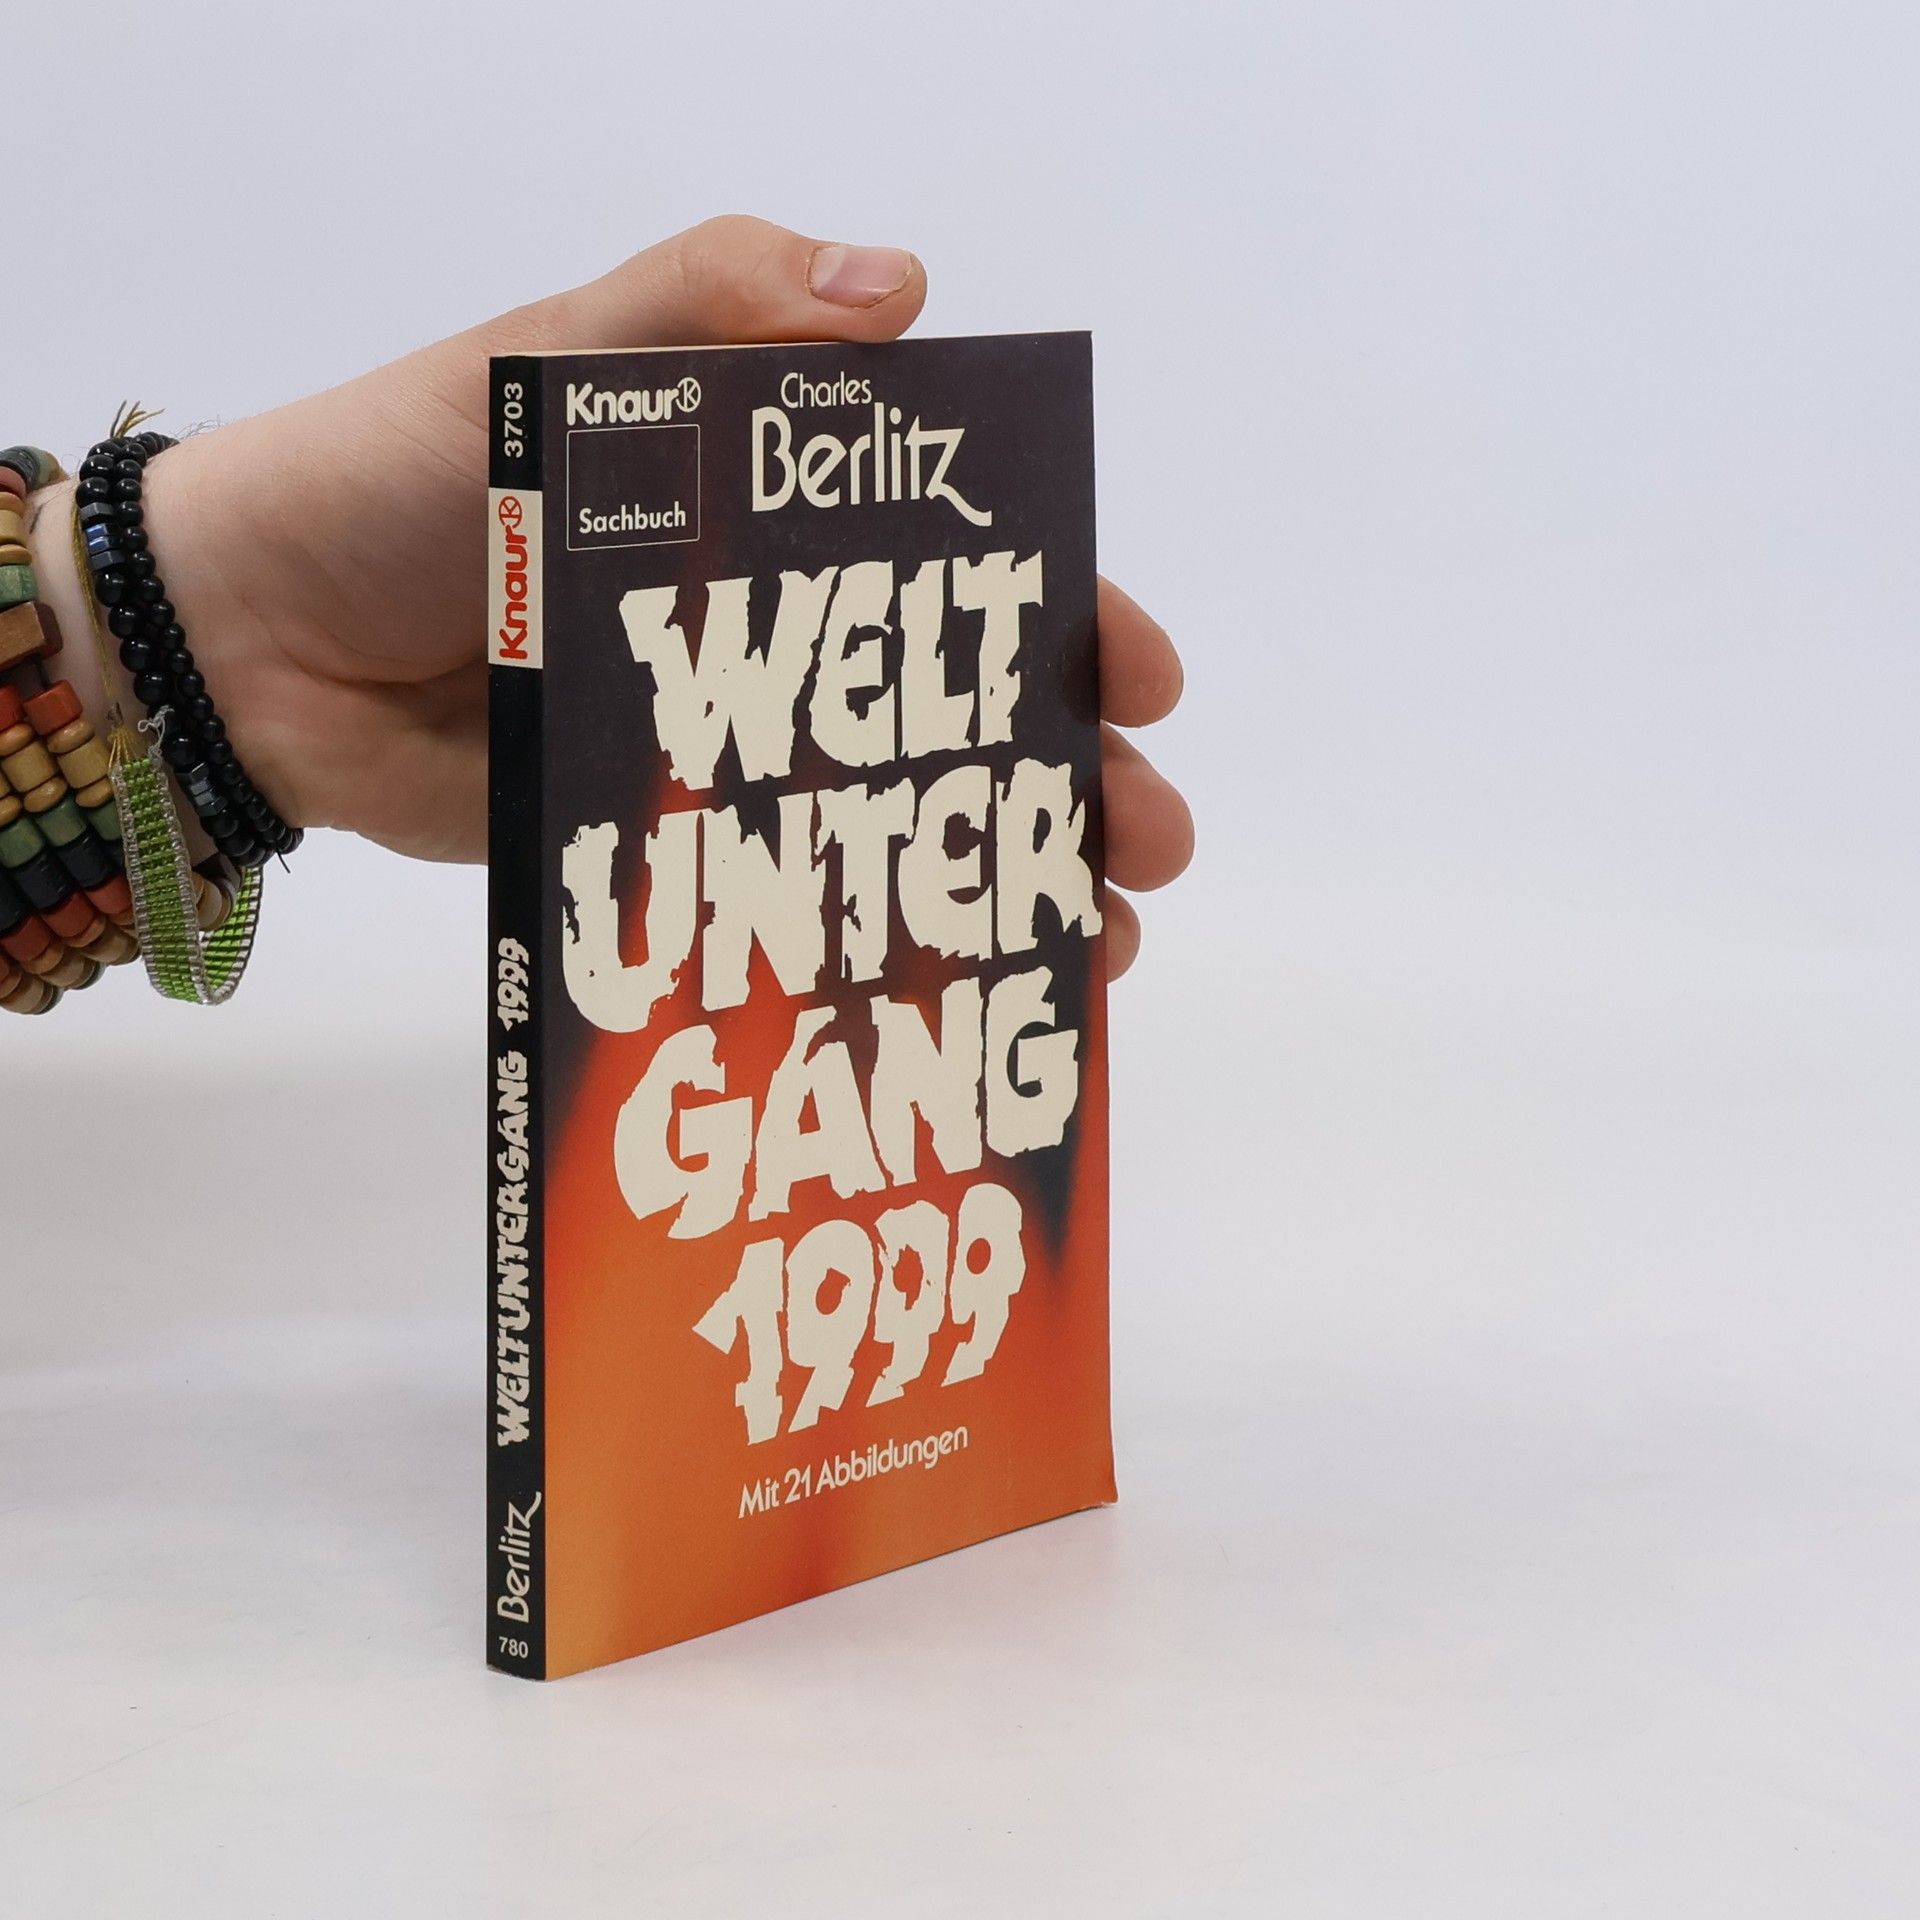 3703
Knaur
WELTUNTERGANG 1999
Berlitz
780
Knaur
Sachbuch
Charles
Berlitz
WELT
UNTER
GANG
1999
Mit 21 Abbildungen